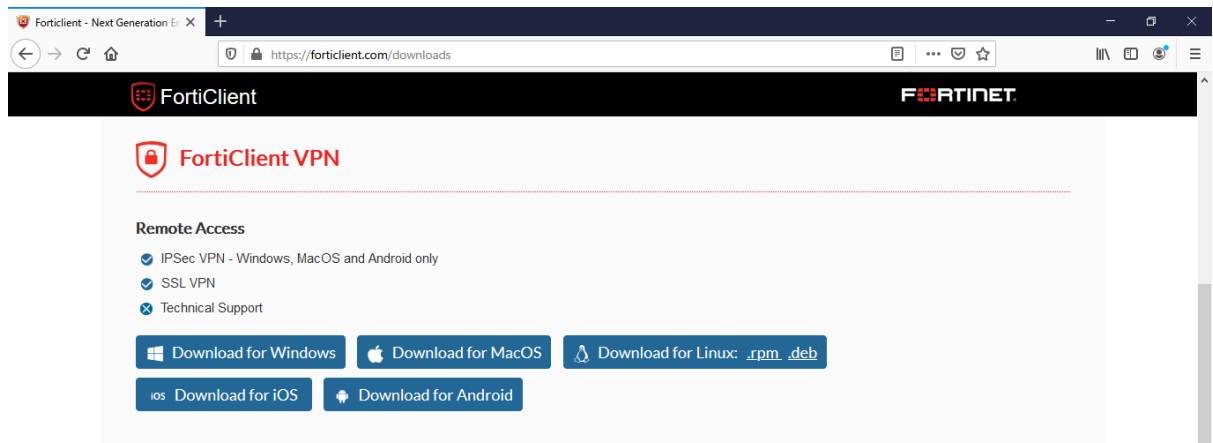 Forticlient - Next Generation En
https://forticlient.com/downloads
FortiClient
FORTINET
FortiClient VPN
Remote Access
IPSec VPN - Windows, MacOS and Android only
SSL VPN
Technical Support
Download for Windows
Download for MacOS
Download for Linux: .rpm .deb
iOS Download for iOS
Download for Android